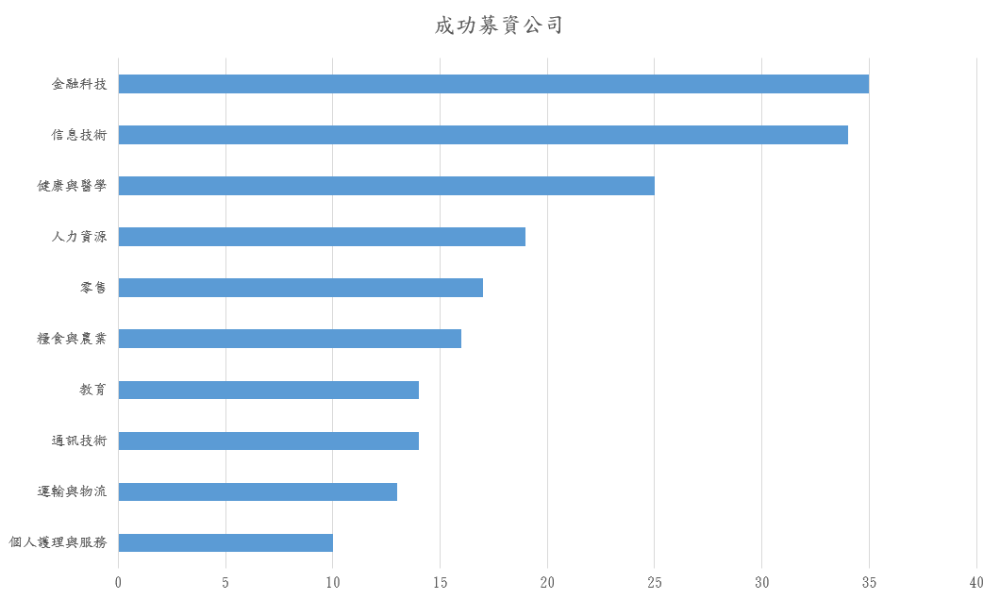 成功募資公司
金融科技
信息技術
健康與醫學
人力資源
零售
糧食與農業
教育
通訊技術
運輸與物流
個人護理與服務
0 5 10 15 20 25 30 35 40